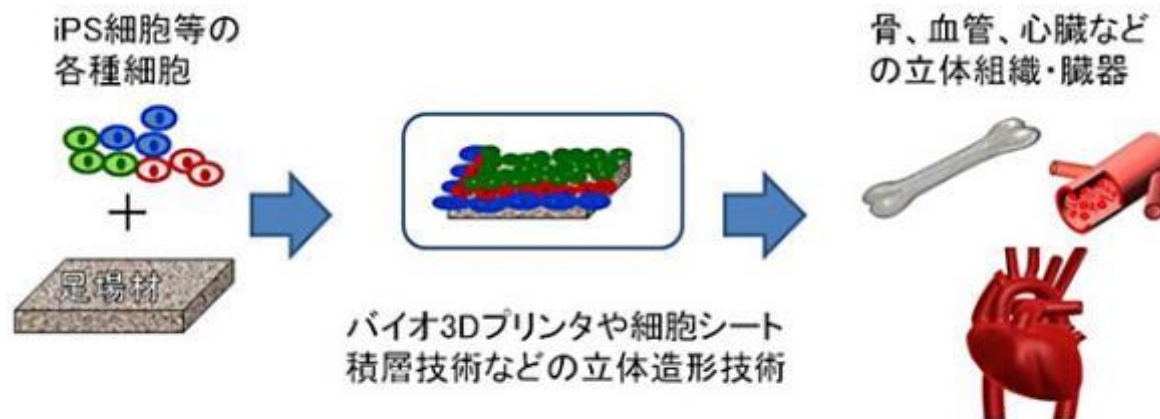 iPS細胞等の
各種細胞
+
足場材
バイオ3Dプリンタや細胞シート
積層技術などの立体造形技術
骨、血管、心臓など
の立体組織・臓器